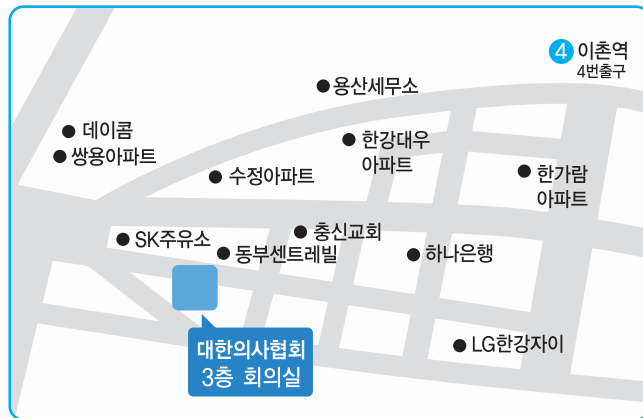 4 이촌역
4번출구
용산세무소
데이콤
쌍용아파트
한강대우
아파트
수정아파트
한가람
아파트
SK주유소
충신교회
동부센트레빌
하나은행
대한의사협회
3층 회의실
LG한강자이